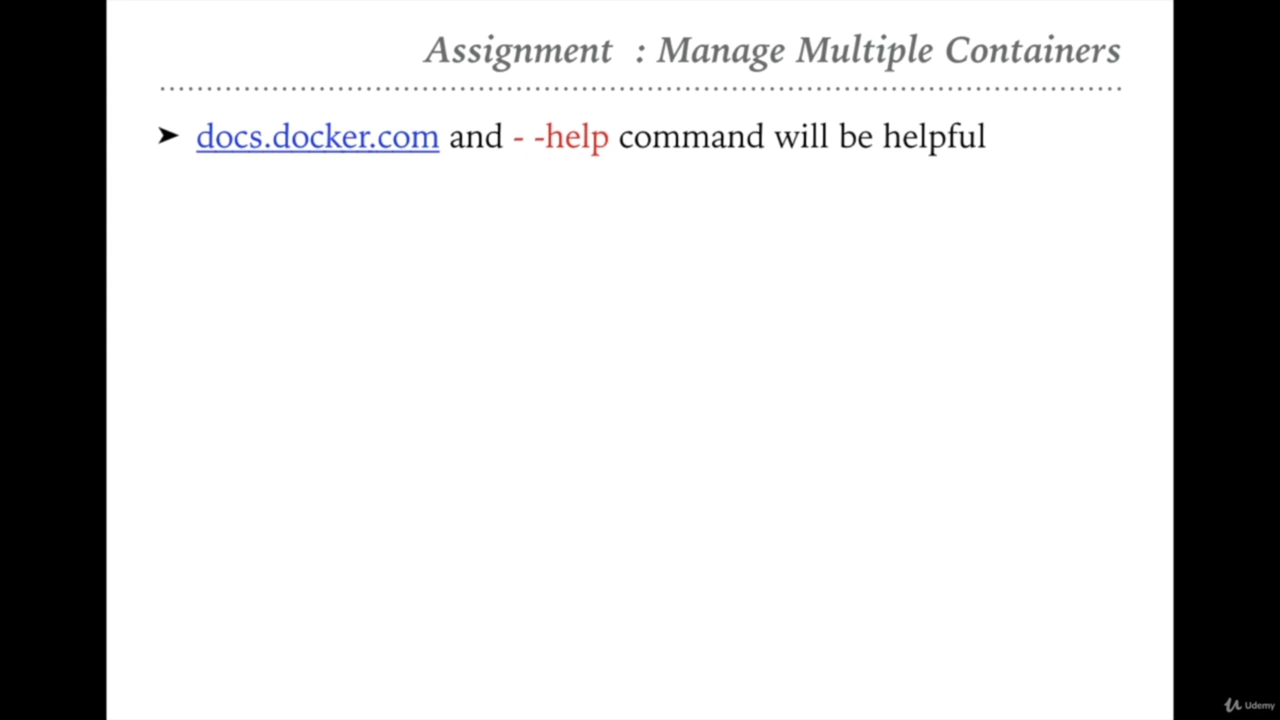 Assignment : Manage Multiple Containers
➤ docs.docker.com and - -help command will be helpful
Udemy